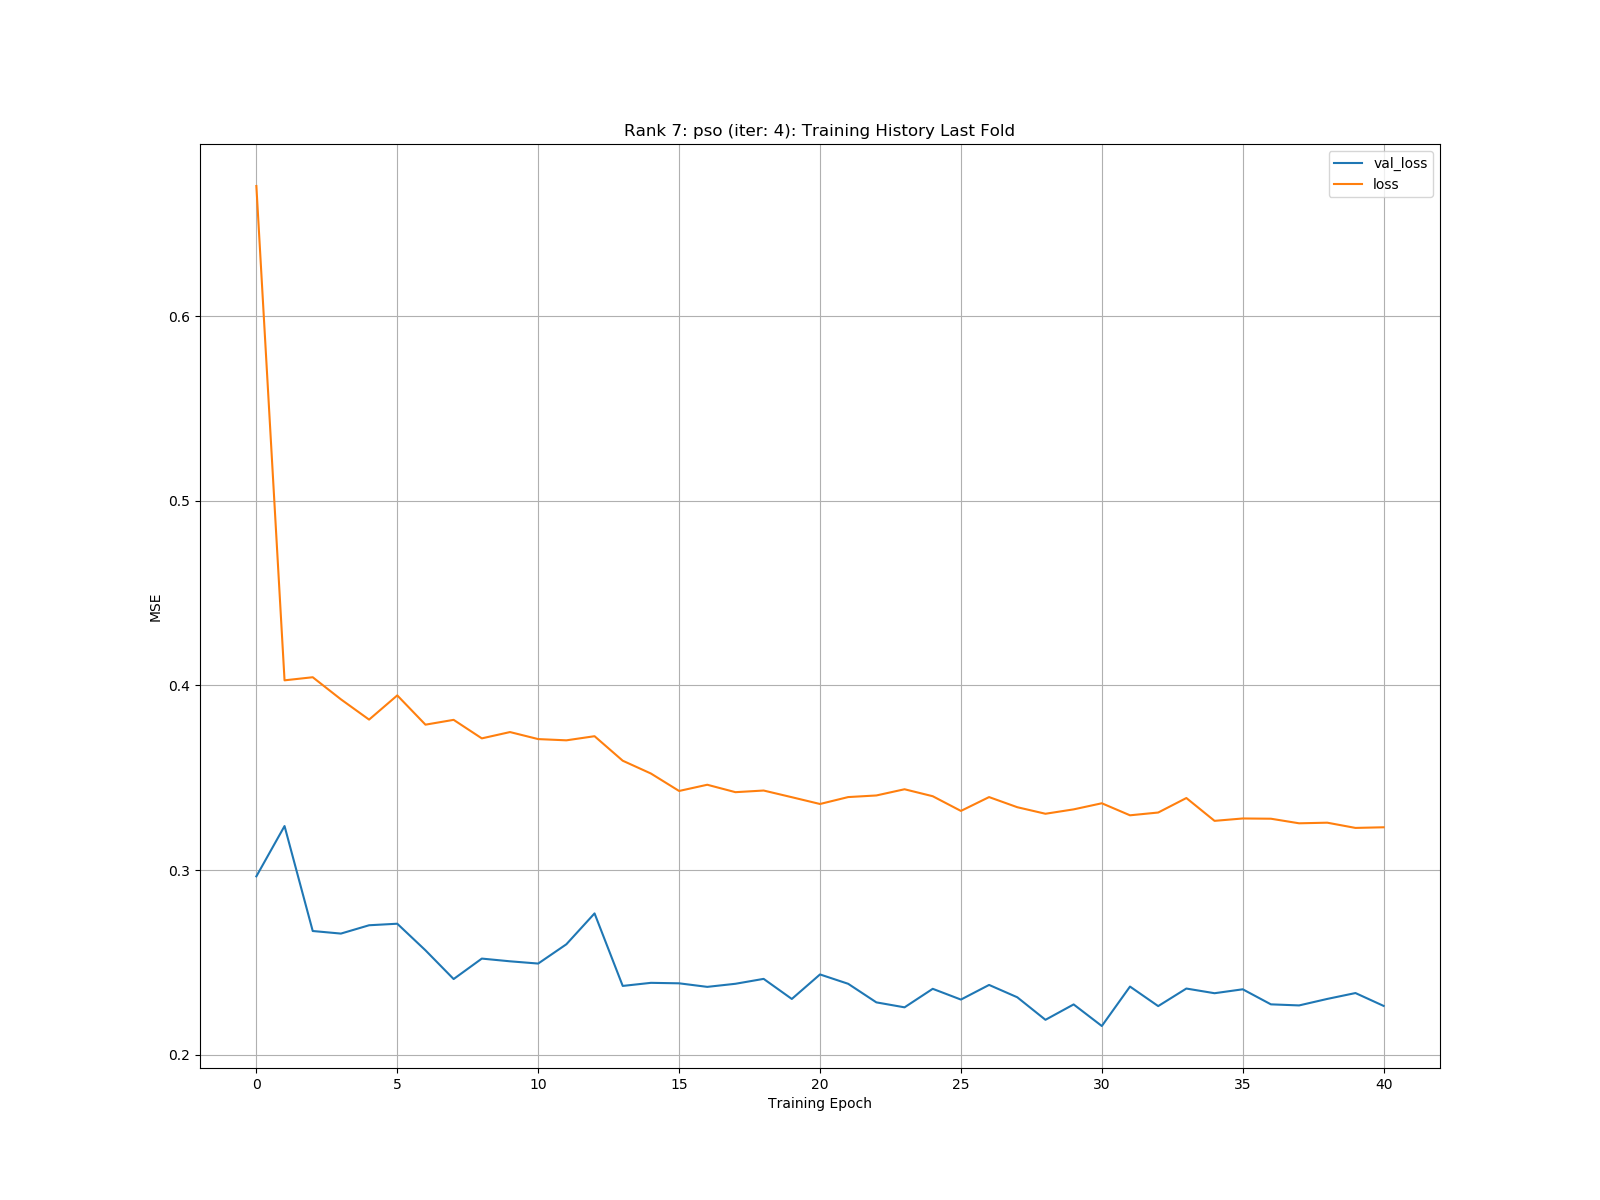 Rank 7: pso (iter: 4): Training History Last Fold
val_loss
loss
0.6
0.5
0.4
0.3
0.2
MSE
0 5 10 15 20 25 30 35 40
Training Epoch